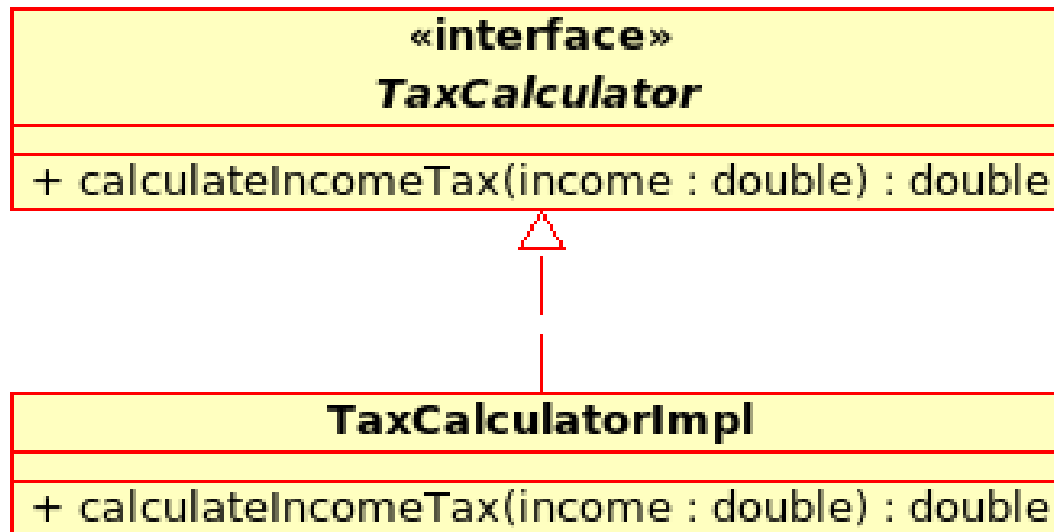 «interface»
TaxCalculator
+ calculateIncomeTax(income : double) : double
TaxCalculatorImpl
+ calculateIncomeTax(income : double) : double